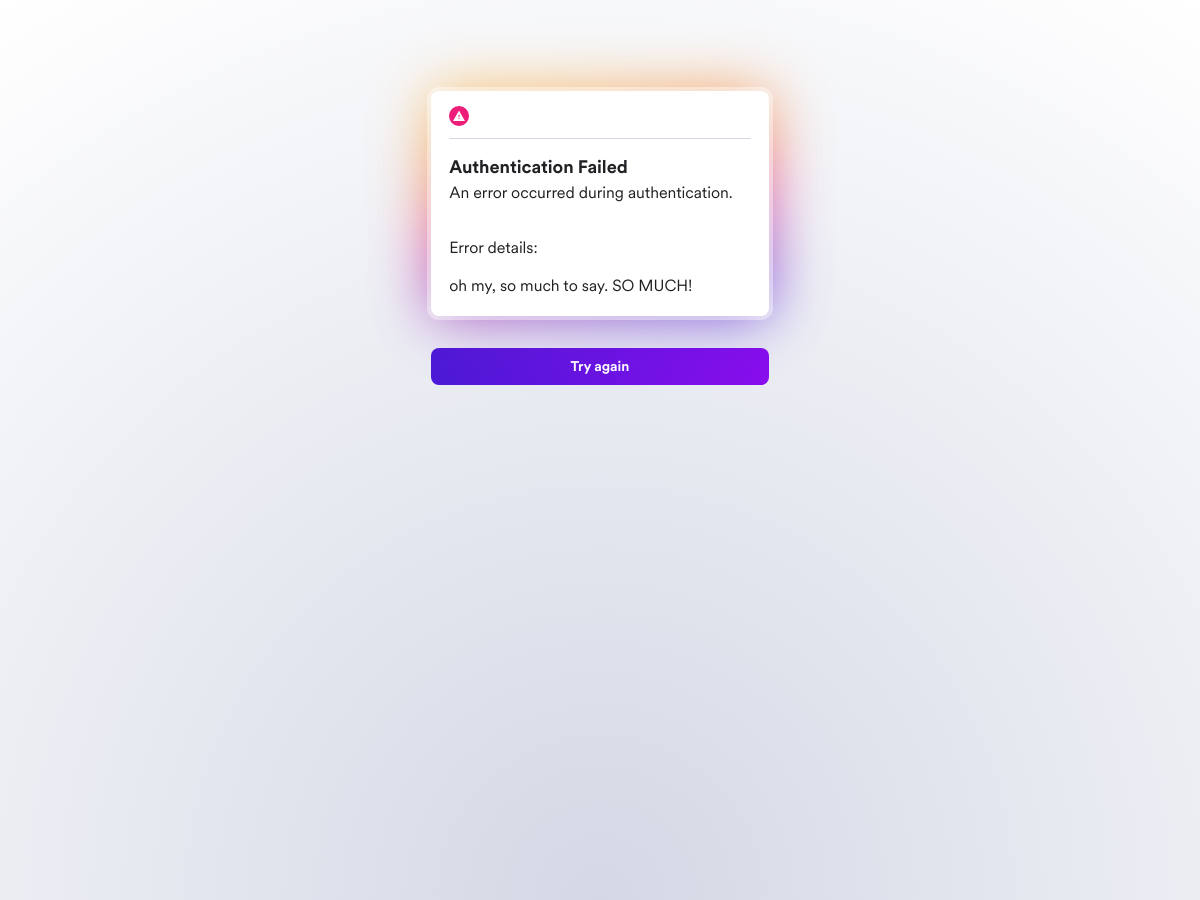 Authentication Failed
An error occurred during authentication.
Error details:
oh my, so much to say. SO MUCH!
Try again